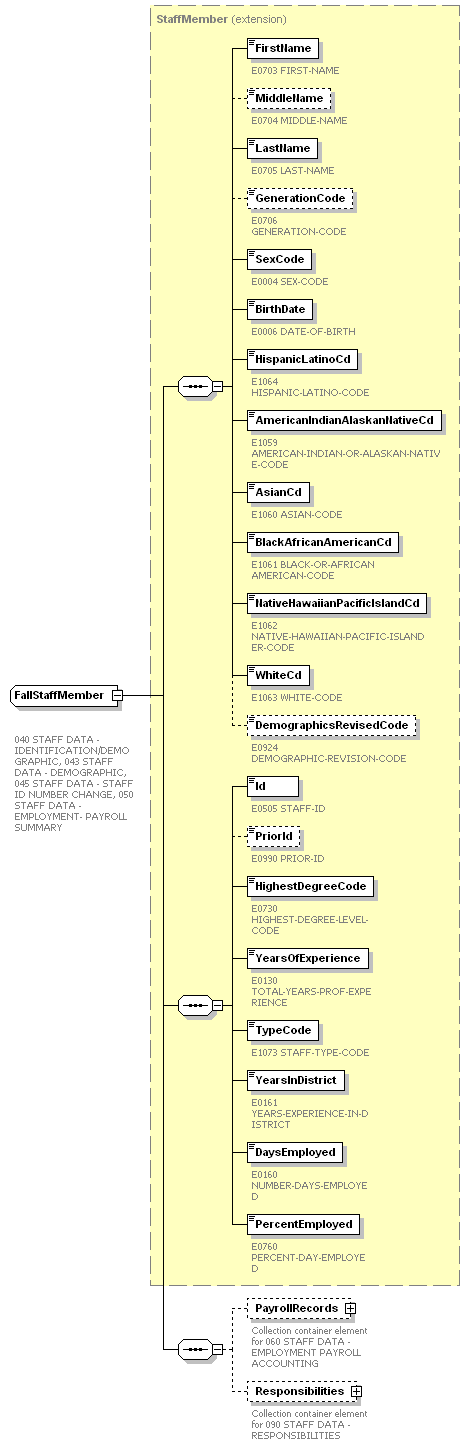 StaffMember (extension)
FirstName
E0703 FIRST-NAME
MiddleName
E0704 MIDDLE-NAME
LastName
E0705 LAST-NAME
GenerationCode
E0706
GENERATION-CODE
SexCode
E0004 SEX-CODE
BirthDate
E0006 DATE-OF-BIRTH
HispanicLatinoCd
E1064
HISPANIC-LATINO-CODE
AmericanIndianAlaskanNativeCd
E1059
AMERICAN-INDIAN-OR-ALASKAN-NATIV
E-CODE
AsianCd
E1060 ASIAN-CODE
BlackAfricanAmericanCd
E1061 BLACK-OR-AFRICAN
AMERICAN-CODE
NativeHawaiianPacificIslandCd
E1062
NATIVE-HAWAIIAN-PACIFIC-ISLAND
ER-CODE
WhiteCd
E1063 WHITE-CODE
DemographicsRevisedCode
E0924
DEMOGRAPHIC-REVISION-CODE
FallStaffMember
040 STAFF DATA -
IDENTIFICATION/DEMO
GRAPHIC, 043 STAFF
DATA - DEMOGRAPHIC,
045 STAFF DATA - STAFF
ID NUMBER CHANGE, 050
STAFF DATA -
EMPLOYMENT- PAYROLL
SUMMARY
Id
E0505 STAFF-ID
PriorId
E0990 PRIOR-ID
HighestDegreeCode
E0730
HIGHEST-DEGREE-LEVEL-
CODE
YearsOfExperience
E0130
TOTAL-YEARS-PROF-EXPE
RIENCE
TypeCode
E1073 STAFF-TYPE-CODE
YearsInDistrict
E0161
YEARS-EXPERIENCE-IN-D
ISTRICT
DaysEmployed
E0160
NUMBER-DAYS-EMPLOYE
D
PercentEmployed
E0760
PERCENT-DAY-EMPLOYE
D
PayrollRecords
Collection container element
for 060 STAFF DATA -
EMPLOYMENT PAYROLL
ACCOUNTING
Responsibilities
Collection container element
for 090 STAFF DATA -
RESPONSIBILITIES